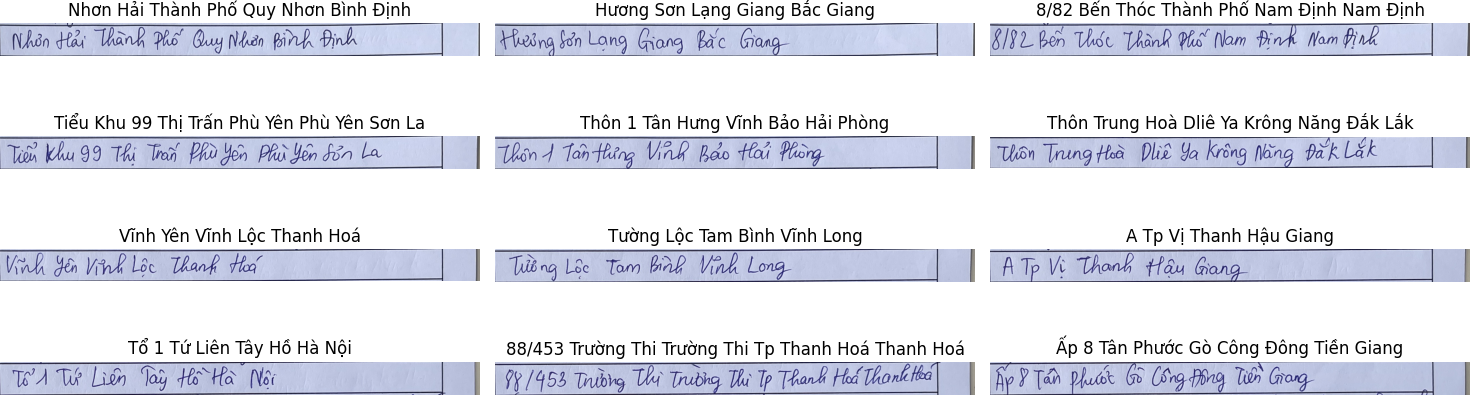 Nhơn Hải Thành Phố Quy Nhơn Bình Định
Nhơn Hải Thành Phố Quy Nhơn Bình Định
Hương Sơn Lạng Giang Bắc Giang
Hương Sơn Lạng Giang Bắc Giang
8/82 Bến Thóc Thành Phố Nam Định Nam Định
8/82 Bến Thóc Thành Phố Nam Định Nam Định
Tiểu Khu 99 Thị Trấn Phù Yên Phù Yên Sơn La
Tiểu Khu 99 Thị Trấn Phù Yên Phù Yên Sơn La
Thôn 1 Tân Hưng Vĩnh Bảo Hải Phòng
Thôn 1 Tân Hưng Vĩnh Bảo Hải Phòng
Thôn Trung Hoà Dliê Ya Krông Năng Đắk Lắk
Thôn Trung Hoà Dliê Ya Krông Năng Đắk Lắk
Vĩnh Yên Vĩnh Lộc Thanh Hoá
Vĩnh Yên Vĩnh Lộc Thanh Hoá
Tường Lộc Tam Bình Vĩnh Long
Tường Lộc Tam Bình Vĩnh Long
A Tp Vị Thanh Hậu Giang
A Tp Vị Thanh Hậu Giang
Tổ 1 Tứ Liên Tây Hồ Hà Nội
Tổ 1 Tứ Liên Tây Hồ Hà Nội
88/453 Trường Thi Trường Thi Tp Thanh Hoá Thanh Hoá
88/453 Trường Thi Trường Thi Tp Thanh Hoá Thanh Hoá
Ấp 8 Tân Phước Gò Công Đông Tiền Giang
Ấp 8 Tân Phước Gò Công Đông Tiền Giang